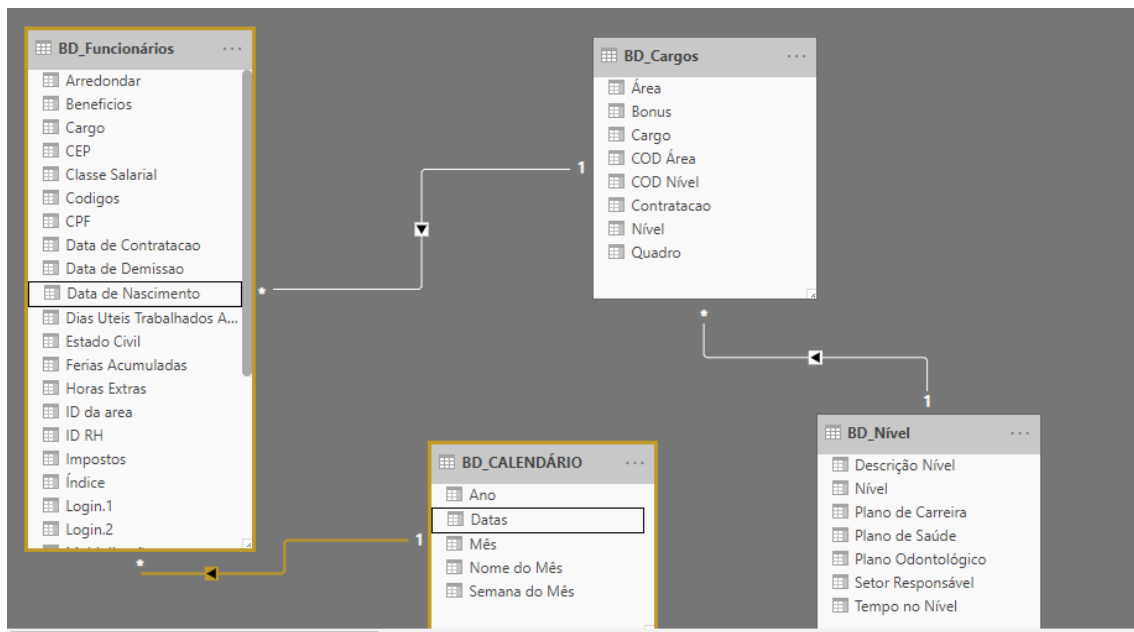 BD_Funcionários ...
Arredondar
Beneficios
Cargo
CEP
Classe Salarial
Codigos
CPF
Data de Contratacao
Data de Demissao
Data de Nascimento
Dias Uteis Trabalhados A...
Estado Civil
Ferias Acumuladas
Horas Extras
ID da area
ID RH
Impostos
Índice
Login.1
Login.2
*
*
1
BD_Cargos ...
Área
Bonus
Cargo
COD Área
COD Nível
Contratacao
Nível
Quadro
*
1
BD_CALENDÁRIO ...
Ano
Datas
Mês
Nome do Mês
Semana do Mês
1
BD_Nível ...
Descrição Nível
Nível
Plano de Carreira
Plano de Saúde
Plano Odontológico
Setor Responsável
Tempo no Nível